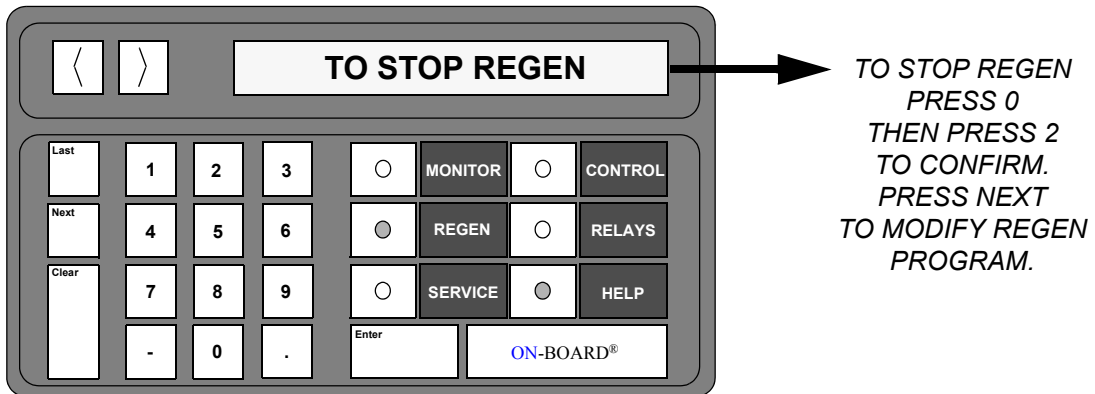 〈 〉 TO STOP REGEN
TO STOP REGEN
PRESS 0
THEN PRESS 2
TO CONFIRM.
PRESS NEXT
TO MODIFY REGEN
PROGRAM.
Last 1 2 3 MONITOR CONTROL
Next 4 5 6 REGEN RELAYS
Clear 7 8 9 SERVICE HELP
- 0 . Enter ON-BOARD®